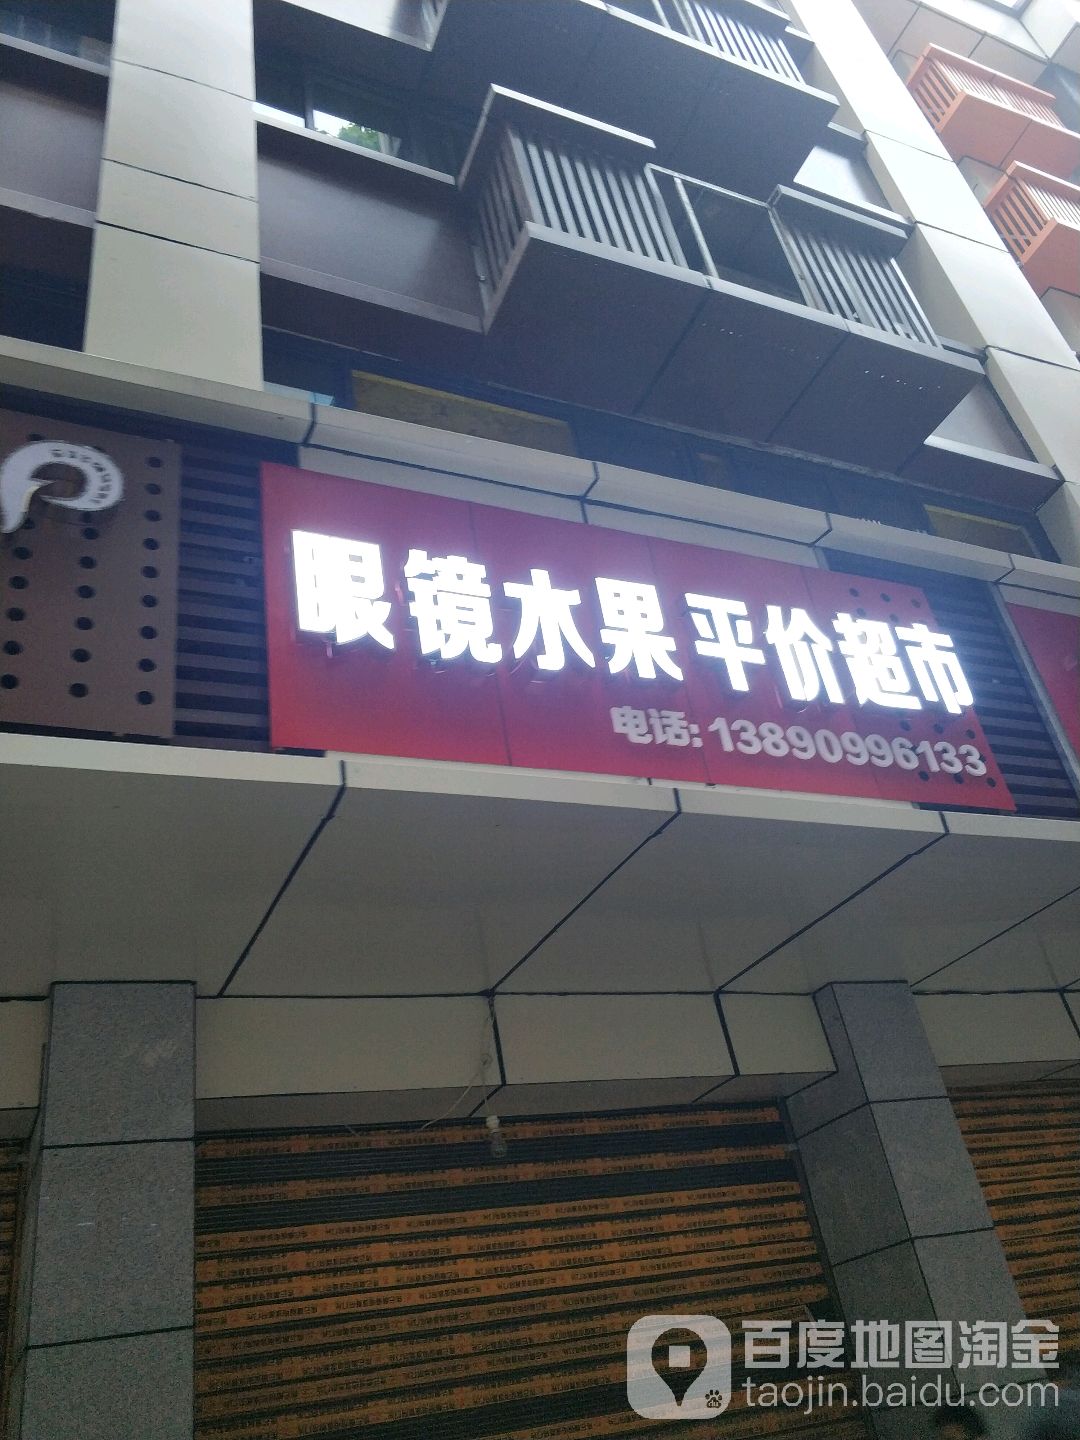 眼镜水果平价超市
电话:13890996133
百度地图淘金
taojin.baidu.com